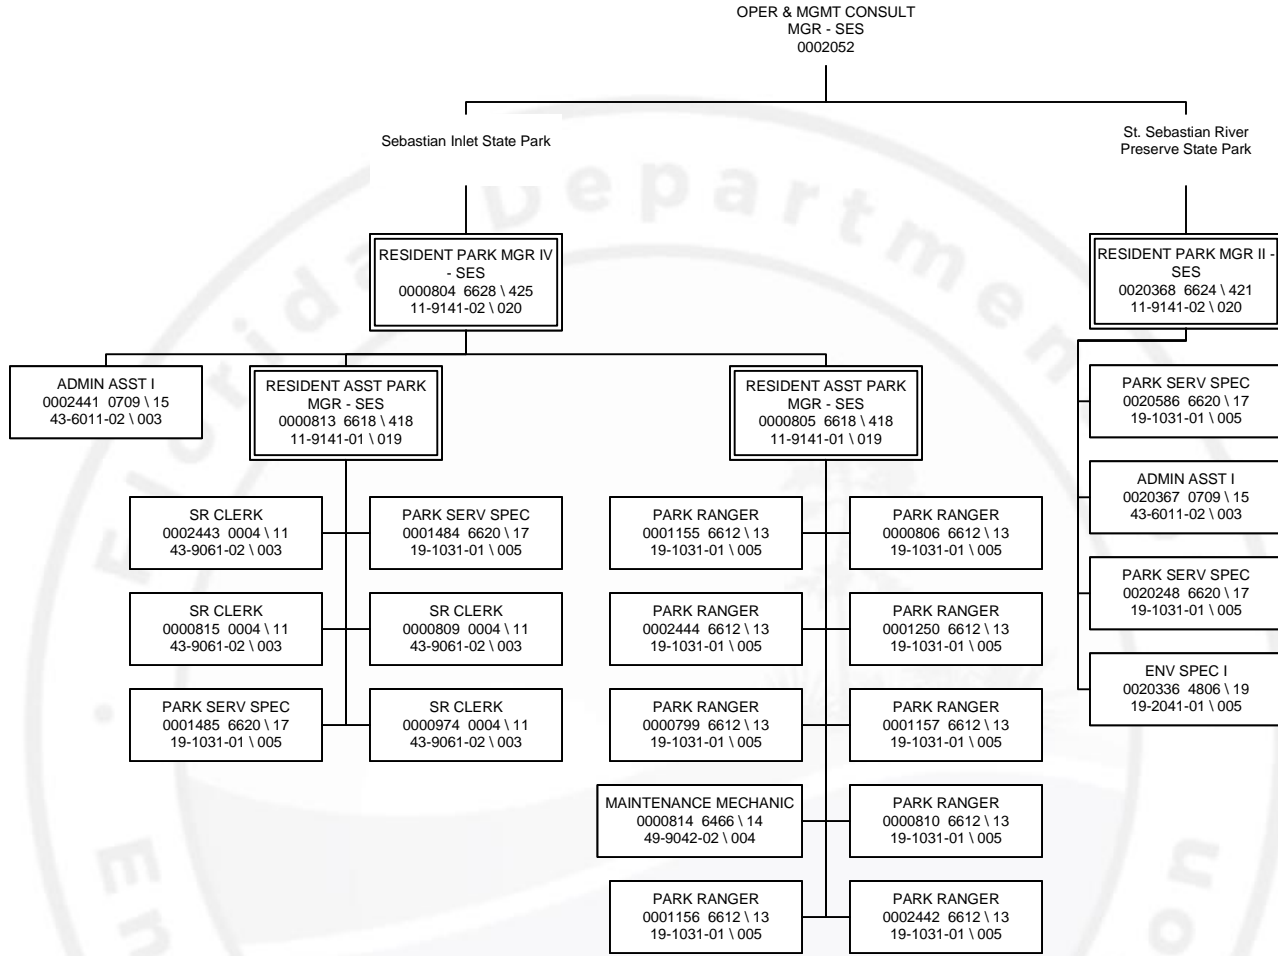 OPER & MGMT CONSULT
MGR - SES
0002052
Sebastian Inlet State Park
St. Sebastian River
Preserve State Park
RESIDENT PARK MGR IV
- SES
0000804 6628 \ 425
11-9141-02 \ 020
RESIDENT PARK MGR II -
SES
0020368 6624 \ 421
11-9141-02 \ 020
ADMIN ASST I
0002441 0709 \ 15
43-6011-02 \ 003
RESIDENT ASST PARK
MGR - SES
0000813 6618 \ 418
11-9141-01 \ 019
RESIDENT ASST PARK
MGR - SES
0000805 6618 \ 418
11-9141-01 \ 019
SR CLERK
0002443 0004 \ 11
43-9061-02 \ 003
PARK SERV SPEC
0001484 6620 \ 17
19-1031-01 \ 005
SR CLERK
0000815 0004 \ 11
43-9061-02 \ 003
SR CLERK
0000809 0004 \ 11
43-9061-02 \ 003
PARK SERV SPEC
0001485 6620 \ 17
19-1031-01 \ 005
SR CLERK
0000974 0004 \ 11
43-9061-02 \ 003
PARK RANGER
0001155 6612 \ 13
19-1031-01 \ 005
PARK RANGER
0000806 6612 \ 13
19-1031-01 \ 005
PARK RANGER
0002444 6612 \ 13
19-1031-01 \ 005
PARK RANGER
0001250 6612 \ 13
19-1031-01 \ 005
PARK RANGER
0000799 6612 \ 13
19-1031-01 \ 005
PARK RANGER
0001157 6612 \ 13
19-1031-01 \ 005
MAINTENANCE MECHANIC
0000814 6466 \ 14
49-9042-02 \ 004
PARK RANGER
0000810 6612 \ 13
19-1031-01 \ 005
PARK RANGER
0001156 6612 \ 13
19-1031-01 \ 005
PARK RANGER
0002442 6612 \ 13
19-1031-01 \ 005
PARK SERV SPEC
0020586 6620 \ 17
19-1031-01 \ 005
ADMIN ASST I
0020367 0709 \ 15
43-6011-02 \ 003
PARK SERV SPEC
0020248 6620 \ 17
19-1031-01 \ 005
ENV SPEC I
0020336 4806 \ 19
19-2041-01 \ 005
Florida Department